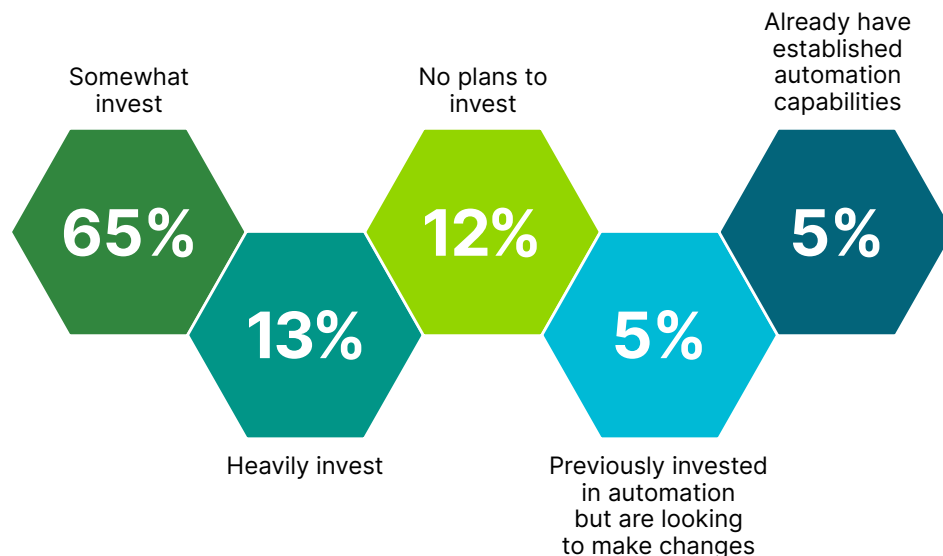 Somewhat
invest
65%
13%
Heavily invest
No plans to
invest
12%
5%
Previously invested
in automation
but are looking
to make changes
Already have
established
automation
capabilities
5%